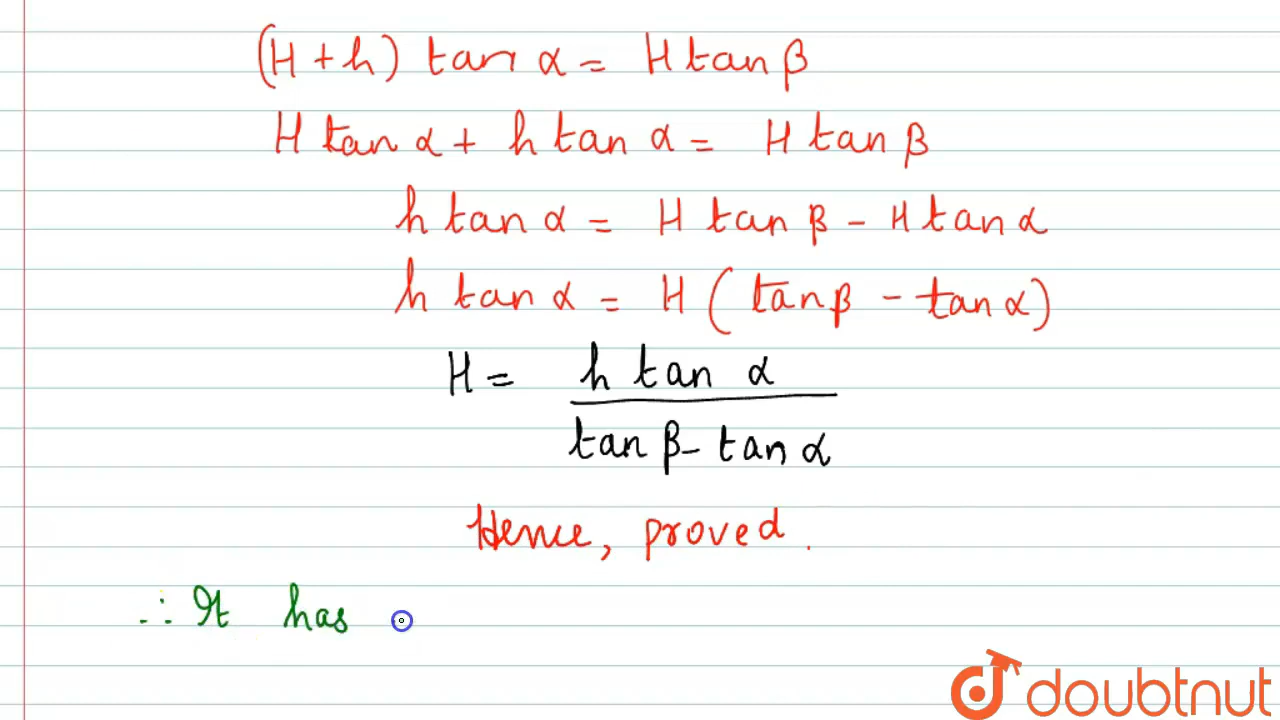 (H + h) tan α = H tan β
H tan α + h tan α = H tan β
h tan α = H tan β - H tan α
h tan α = H (tan β - tan α)
H = h tan α
tan β - tan α
Hence, proved.
∴ It has
doubtnut